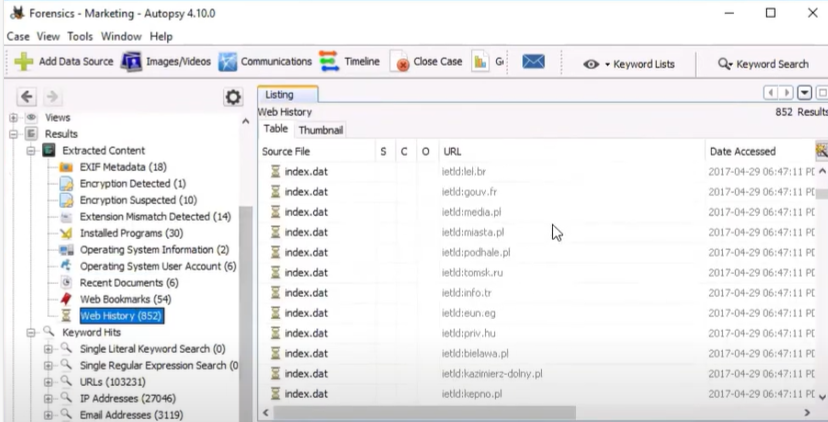 Forensics - Marketing - Autopsy 4.10.0
Case View Tools Window Help
Add Data Source Images/Videos Communications Timeline Close Case G Keyword Lists Keyword Search
Views
Results
Extracted Content
EXIF Metadata (18)
Encryption Detected (1)
Encryption Suspected (10)
Extension Mismatch Detected (14)
Installed Programs (30)
Operating System Information (2)
Operating System User Account (6)
Recent Documents (6)
Web Bookmarks (54)
Web History (852)
Keyword Hits
Single Literal Keyword Search (0)
Single Regular Expression Search (0
URLs (103231)
IP Addresses (27046)
Email Addresses (3119)
Listing
Web History 852 Results
Table Thumbnail
Source File S C O URL Date Accessed
index.dat ietld:lel.br 2017-04-29 06:47:11 PD
index.dat ietld:gouv.fr 2017-04-29 06:47:11 PD
index.dat ietld:media.pl 2017-04-29 06:47:11 PD
index.dat ietld:miasta.pl 2017-04-29 06:47:11 PD
index.dat ietld:podhale.pl 2017-04-29 06:47:11 PD
index.dat ietld:tomsk.ru 2017-04-29 06:47:11 PD
index.dat ietld:info.tr 2017-04-29 06:47:11 PD
index.dat ietld:eun.eg 2017-04-29 06:47:11 PD
index.dat ietld:priv.hu 2017-04-29 06:47:11 PD
index.dat ietld:bielawa.pl 2017-04-29 06:47:11 PD
index.dat ietld:kazimierz-dolny.pl 2017-04-29 06:47:11 PD
index.dat ietld:kepno.pl 2017-04-29 06:47:11 PD